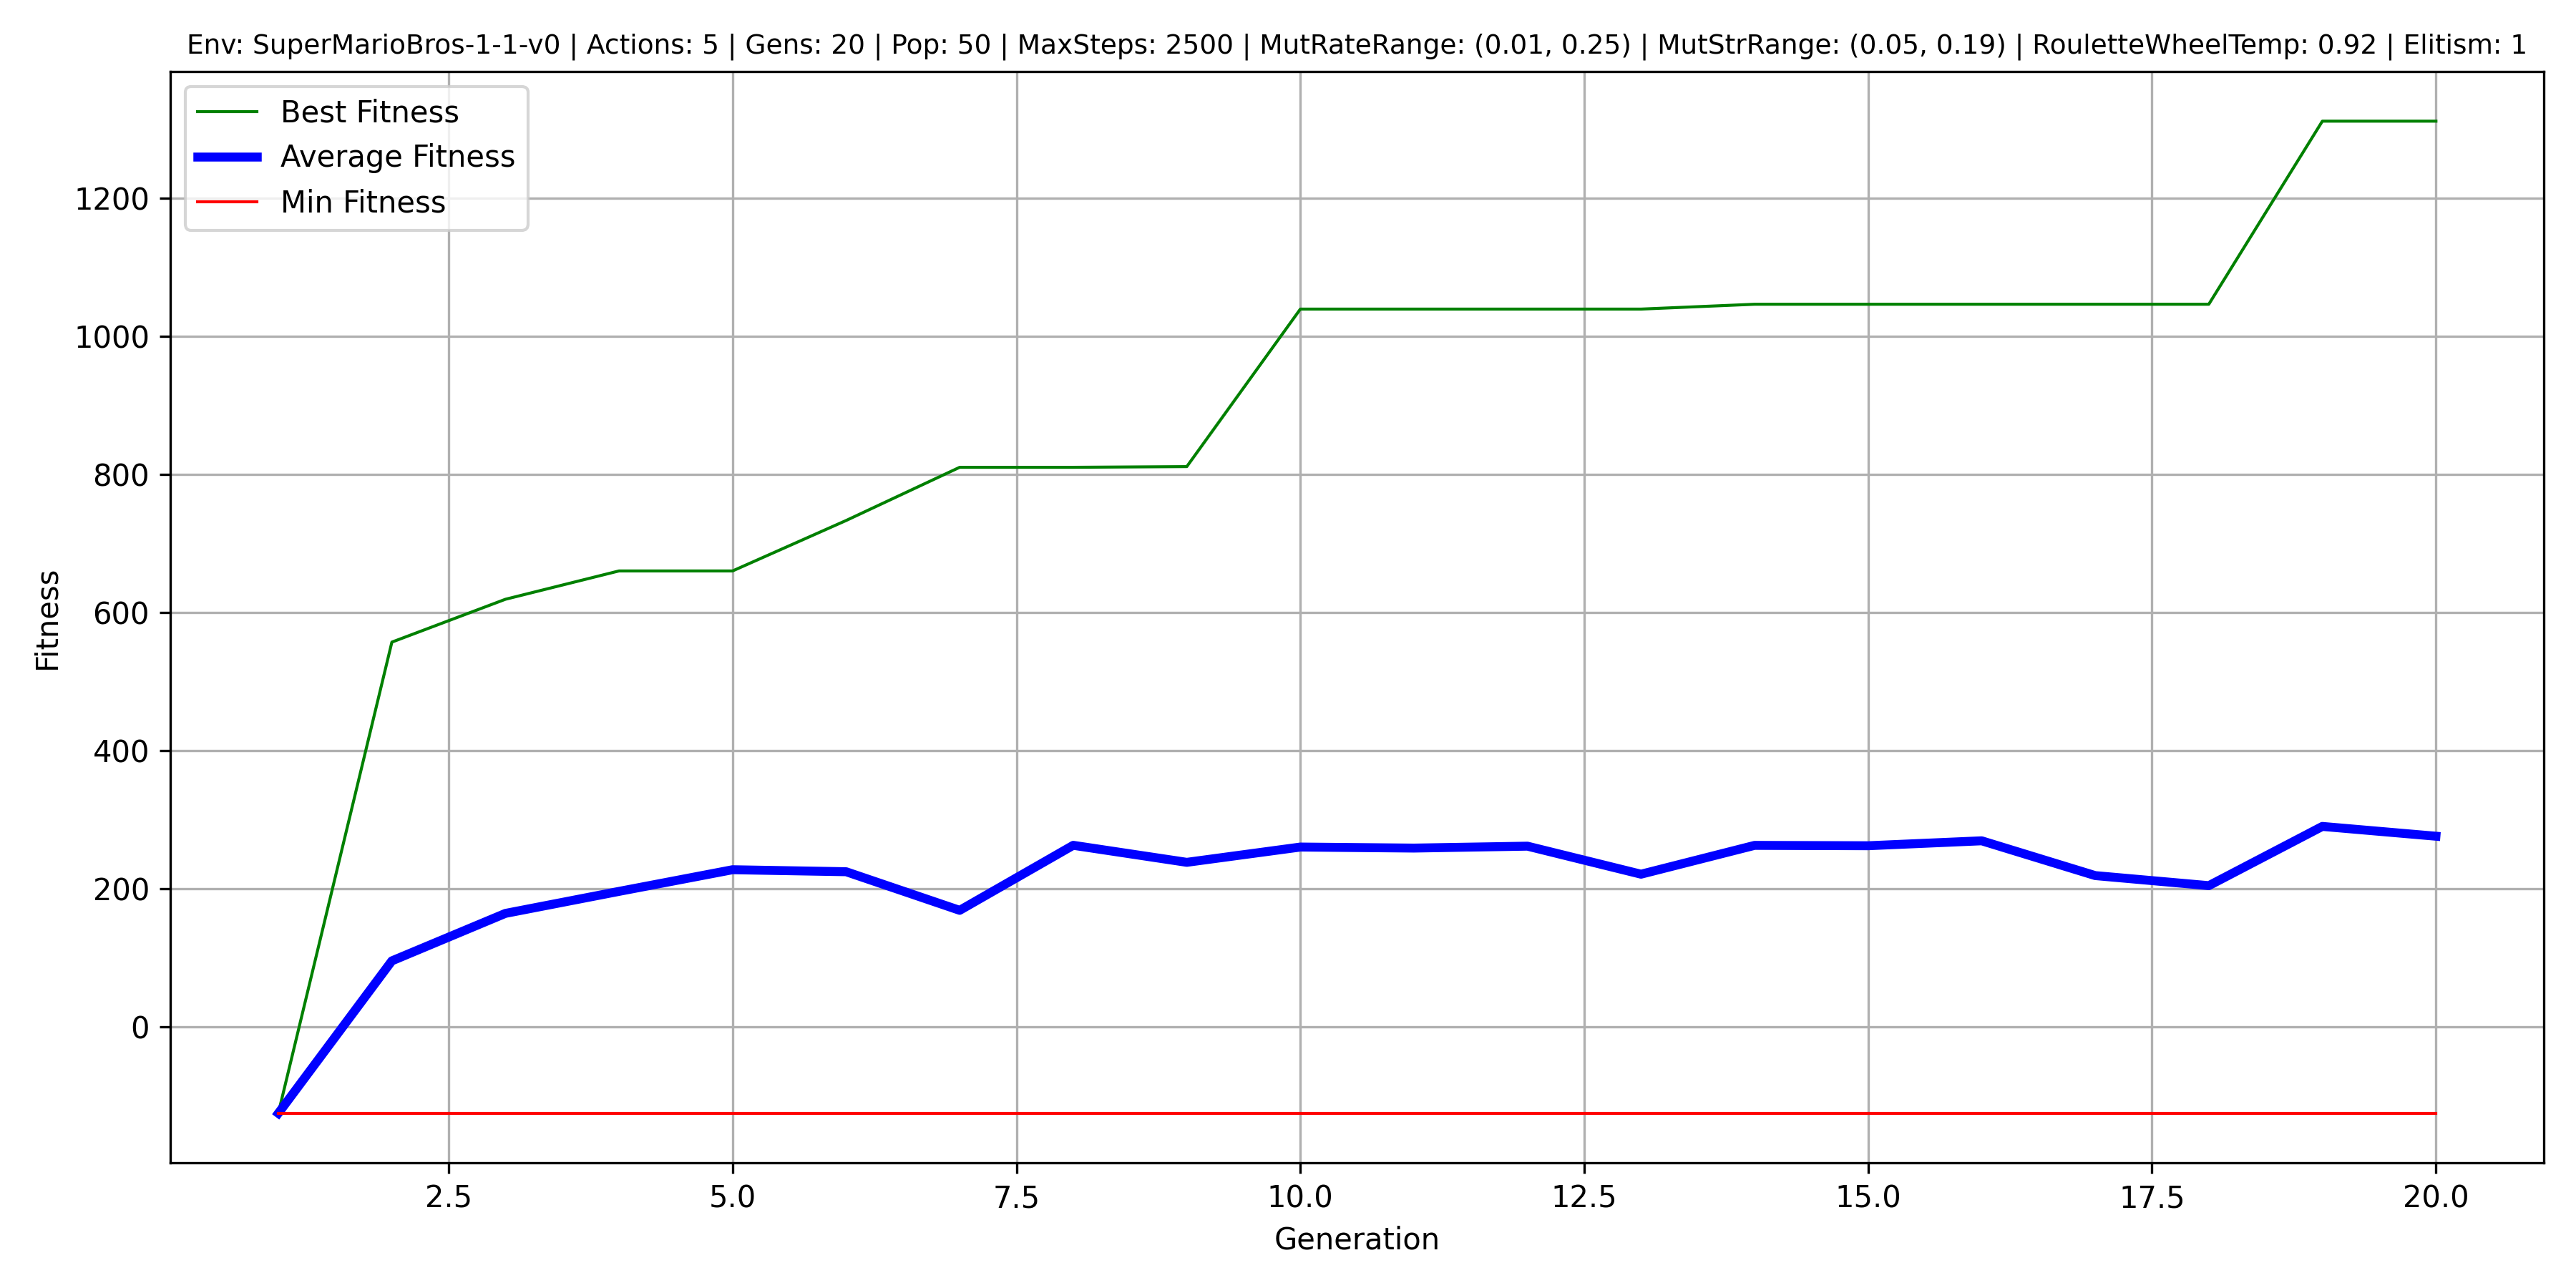 Env: SuperMarioBros-1-1-v0 | Actions: 5 | Gens: 20 | Pop: 50 | MaxSteps: 2500 | MutRateRange: (0.01, 0.25) | MutStrRange: (0.05, 0.19) | RouletteWheelTemp: 0.92 | Elitism: 1
Best Fitness
Average Fitness
Min Fitness
1200
1000
800
600
400
200
0
Fitness
2.5 5.0 7.5 10.0 12.5 15.0 17.5 20.0
Generation